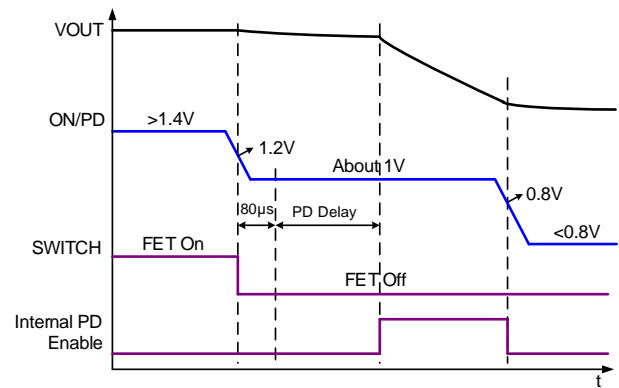 VOUT
ON/PD
>1.4V
1.2V
About 1V
0.8V
<0.8V
80μs
PD Delay
SWITCH
FET On
FET Off
Internal PD
Enable
t